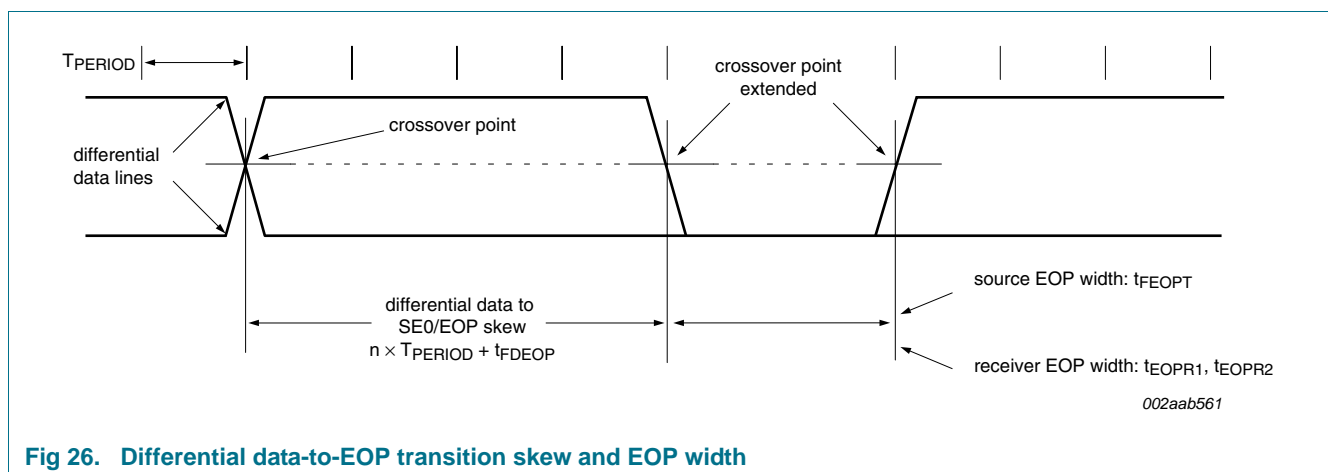 TPERIOD
crossover point
extended
crossover point
differential
data lines
differential data to
SE0/EOP skew
n × TPERIOD + tFDEOP
source EOP width: tFEOPT
receiver EOP width: tEOPR1, tEOPR2
002aab561
Fig 26. Differential data-to-EOP transition skew and EOP width